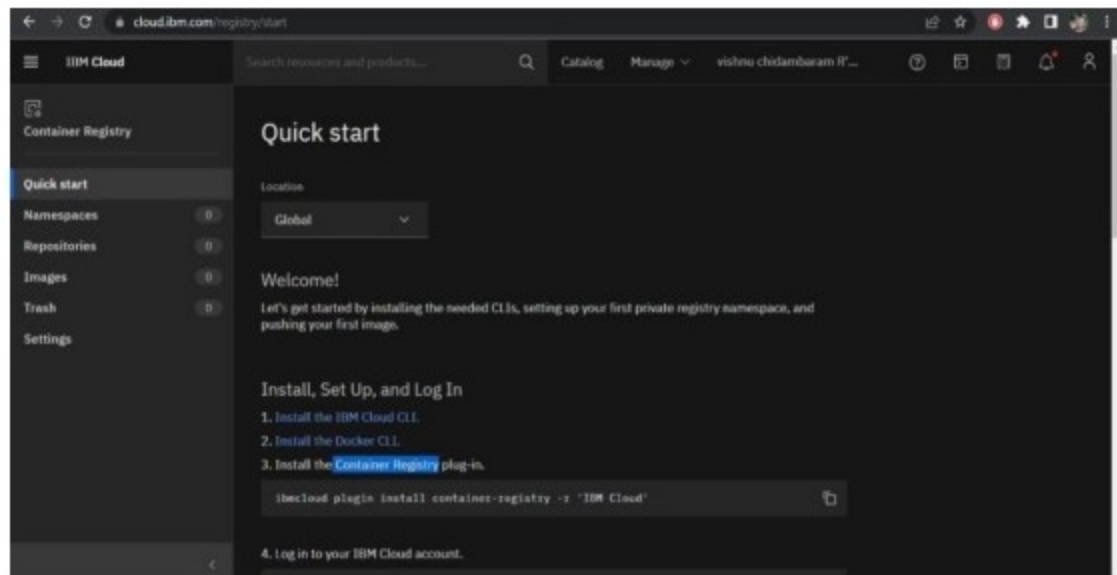 cloud.ibm.com/registry/start
IBM Cloud
Search resources and products...
Catalog
Manage
vishnu chidambaram R'...
Container Registry
Quick start
Namespaces 0
Repositories 0
Images 0
Trash 0
Settings
Quick start
Location
Global
Welcome!
Let's get started by installing the needed CLIs, setting up your first private registry namespace, and
pushing your first image.
Install, Set Up, and Log In
1. Install the IBM Cloud CLI.
2. Install the Docker CLI.
3. Install the Container Registry plug-in.
ibmcloud plugin install container-registry -r 'IBM Cloud'
4. Log in to your IBM Cloud account.